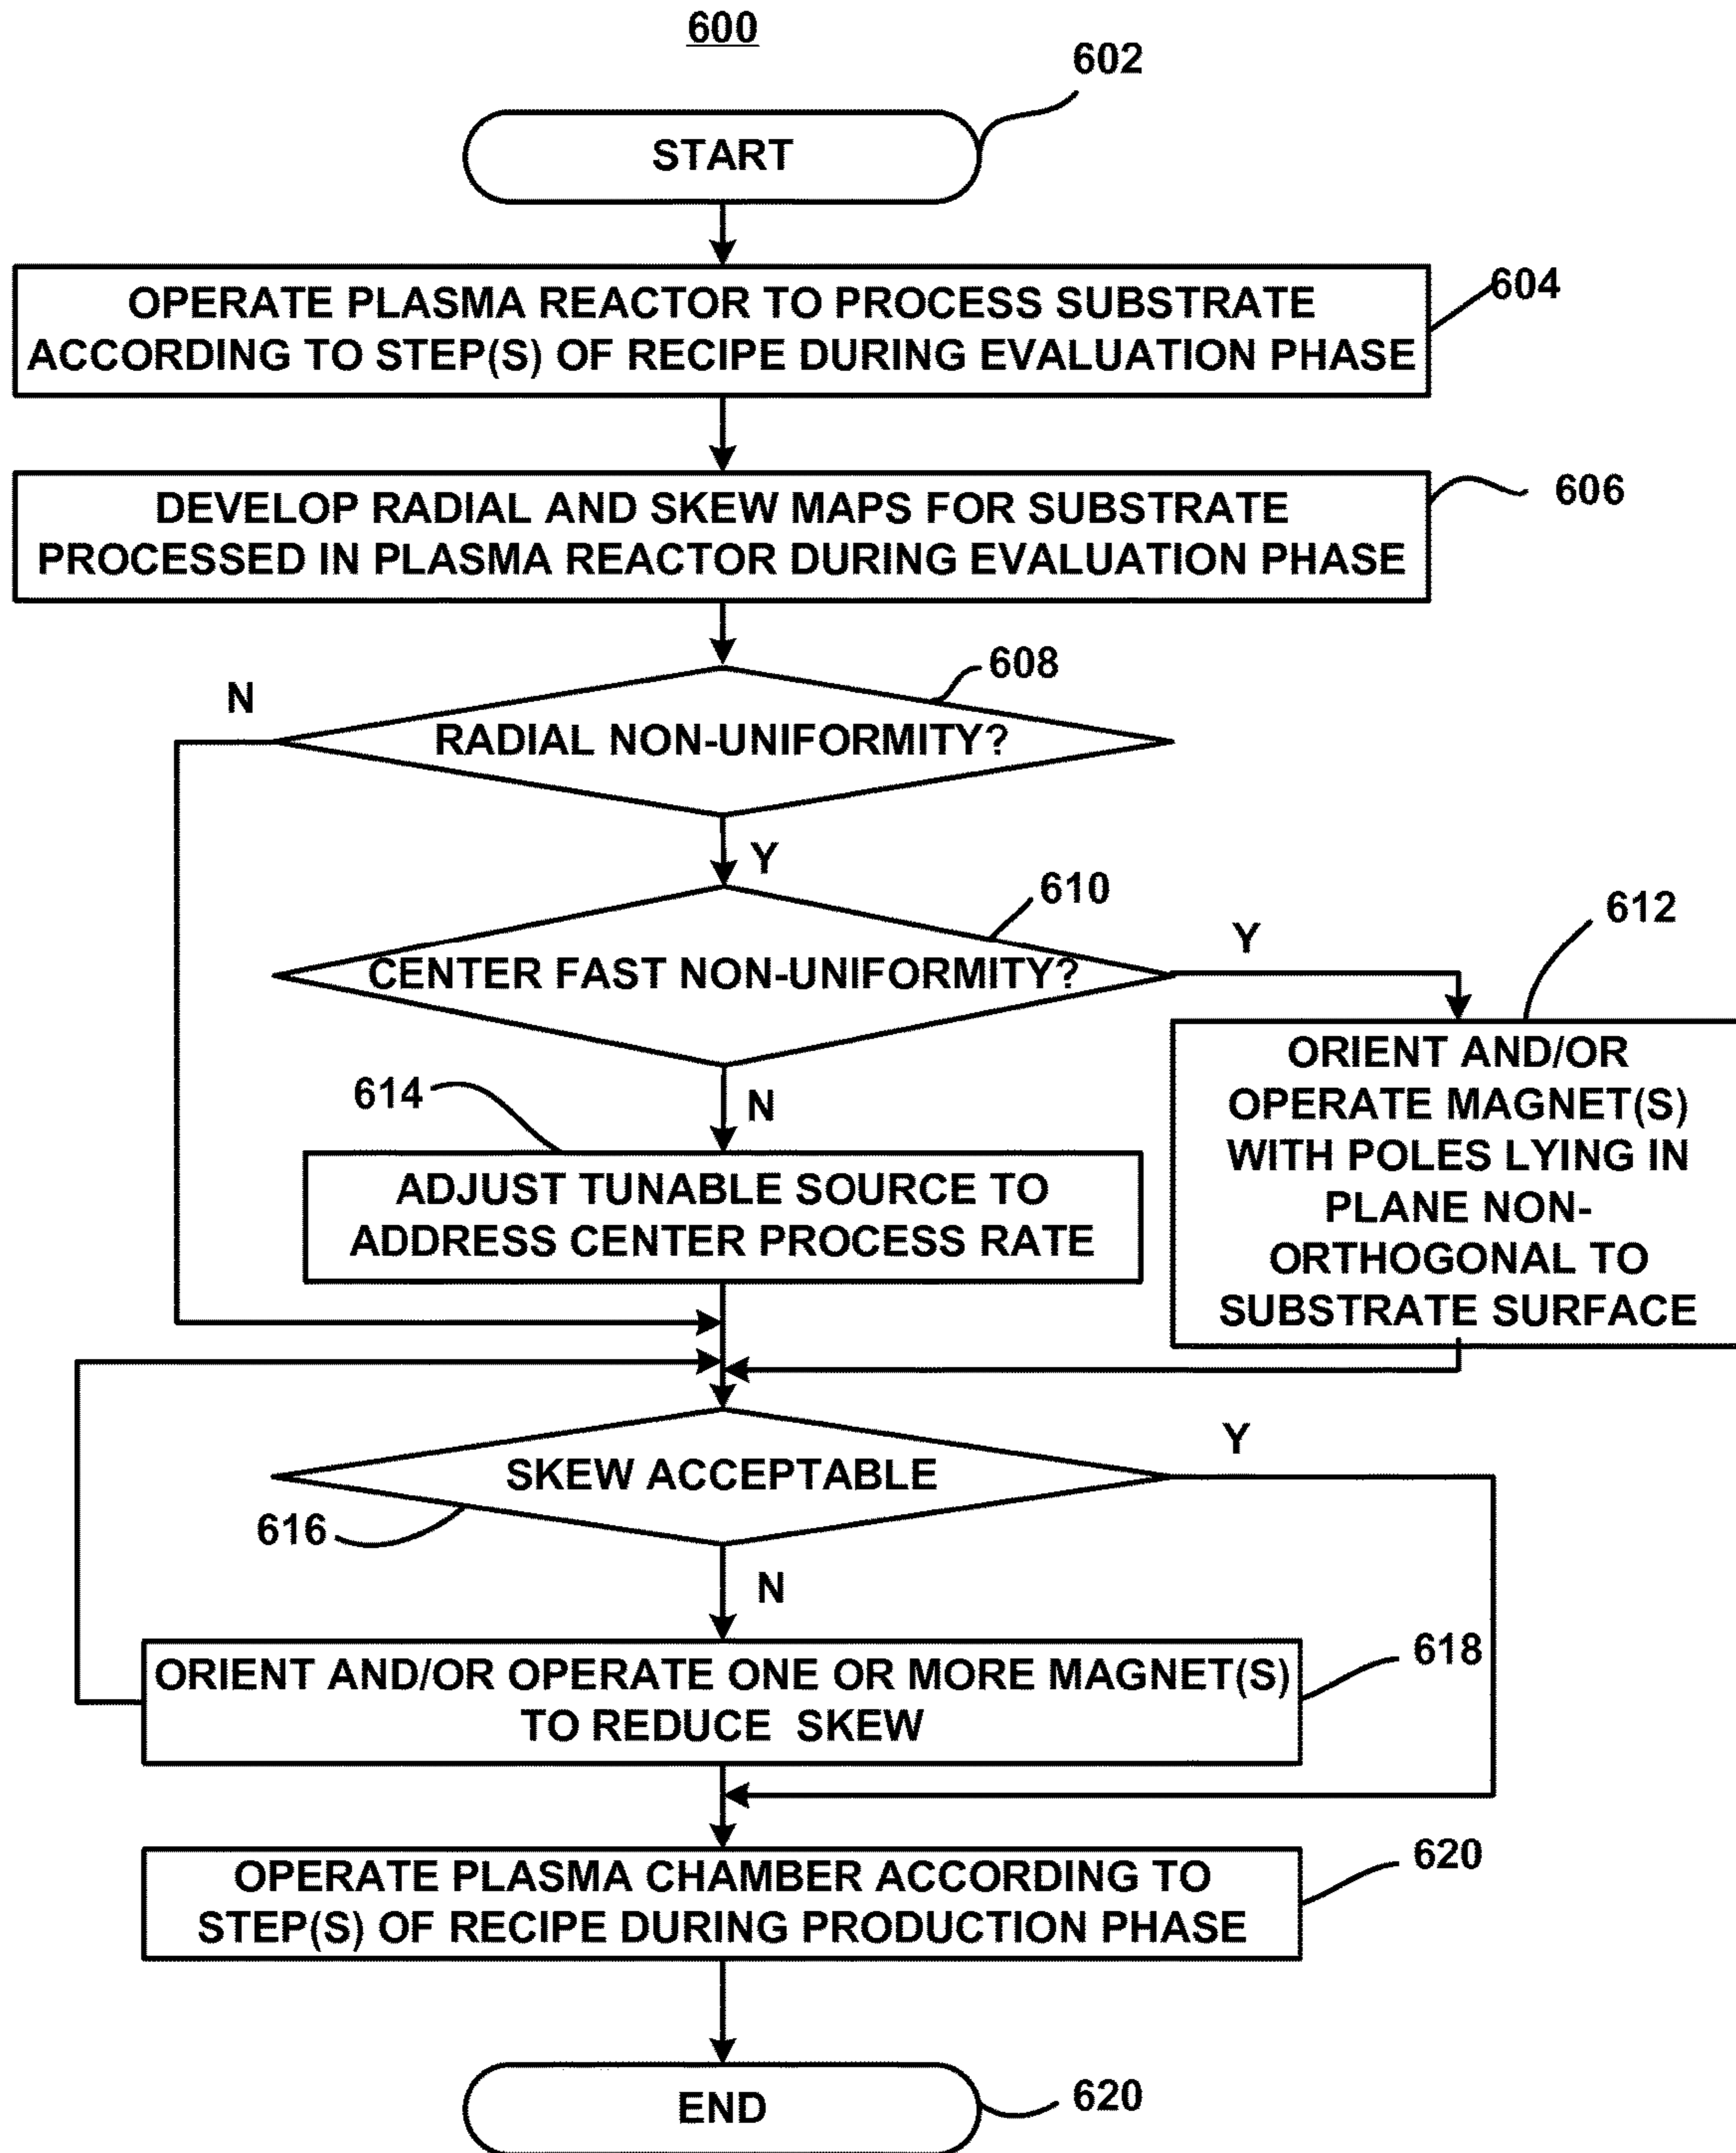 600
602
START
OPERATE PLASMA REACTOR TO PROCESS SUBSTRATE
ACCORDING TO STEP(S) OF RECIPE DURING EVALUATION PHASE
604
DEVELOP RADIAL AND SKEW MAPS FOR SUBSTRATE
PROCESSED IN PLASMA REACTOR DURING EVALUATION PHASE
606
608
N
RADIAL NON-UNIFORMITY?
Y
610
CENTER FAST NON-UNIFORMITY?
Y
612
ORIENT AND/OR
OPERATE MAGNET(S)
WITH POLES LYING IN
PLANE NON-
ORTHOGONAL TO
SUBSTRATE SURFACE
614
N
ADJUST TUNABLE SOURCE TO
ADDRESS CENTER PROCESS RATE
SKEW ACCEPTABLE
Y
616
N
ORIENT AND/OR OPERATE ONE OR MORE MAGNET(S)
TO REDUCE SKEW
618
OPERATE PLASMA CHAMBER ACCORDING TO
STEP(S) OF RECIPE DURING PRODUCTION PHASE
620
END
620